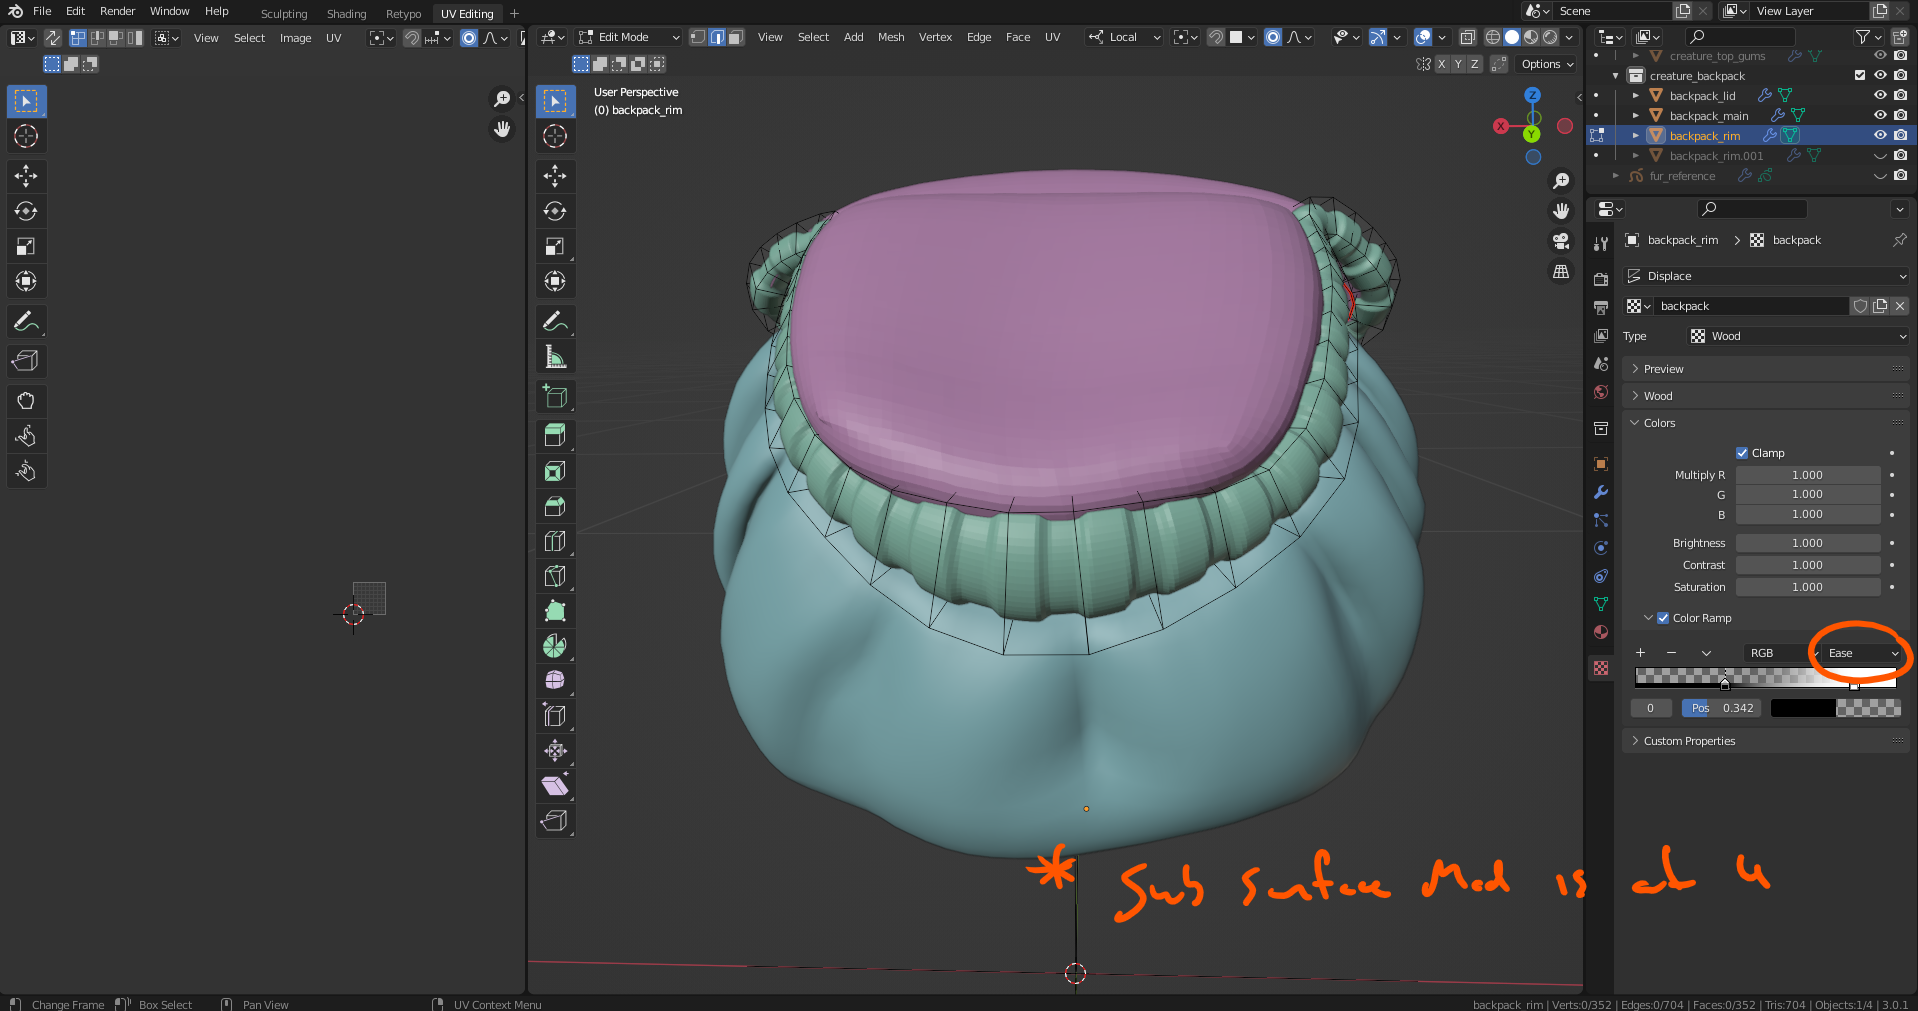 File Edit Render Window Help Sculpting Shading Retypo UV Editing + Scene View Layer
View Select Image UV Edit Mode View Select Add Mesh Vertex Edge Face UV Local
X Y Z Options
User Perspective
(0) backpack_rim
Z
X
Y
creature_top_gums
creature_backpack
backpack_lid
backpack_main
backpack_rim
backpack_rim.001
fur_reference
backpack_rim > backpack
Displace
backpack
Type Wood
Preview
Wood
Colors
Clamp
Multiply R 1.000
G 1.000
B 1.000
Brightness 1.000
Contrast 1.000
Saturation 1.000
Color Ramp
+ − RGB Ease
0 Pos 0.342
Custom Properties
* Sub surface Mod is at 4
Change Frame Box Select Pan View UV Context Menu backpack_rim | Verts:0/352 | Edges:0/704 | Faces:0/352 | Tris:704 | Objects:1/4 | 3.0.1